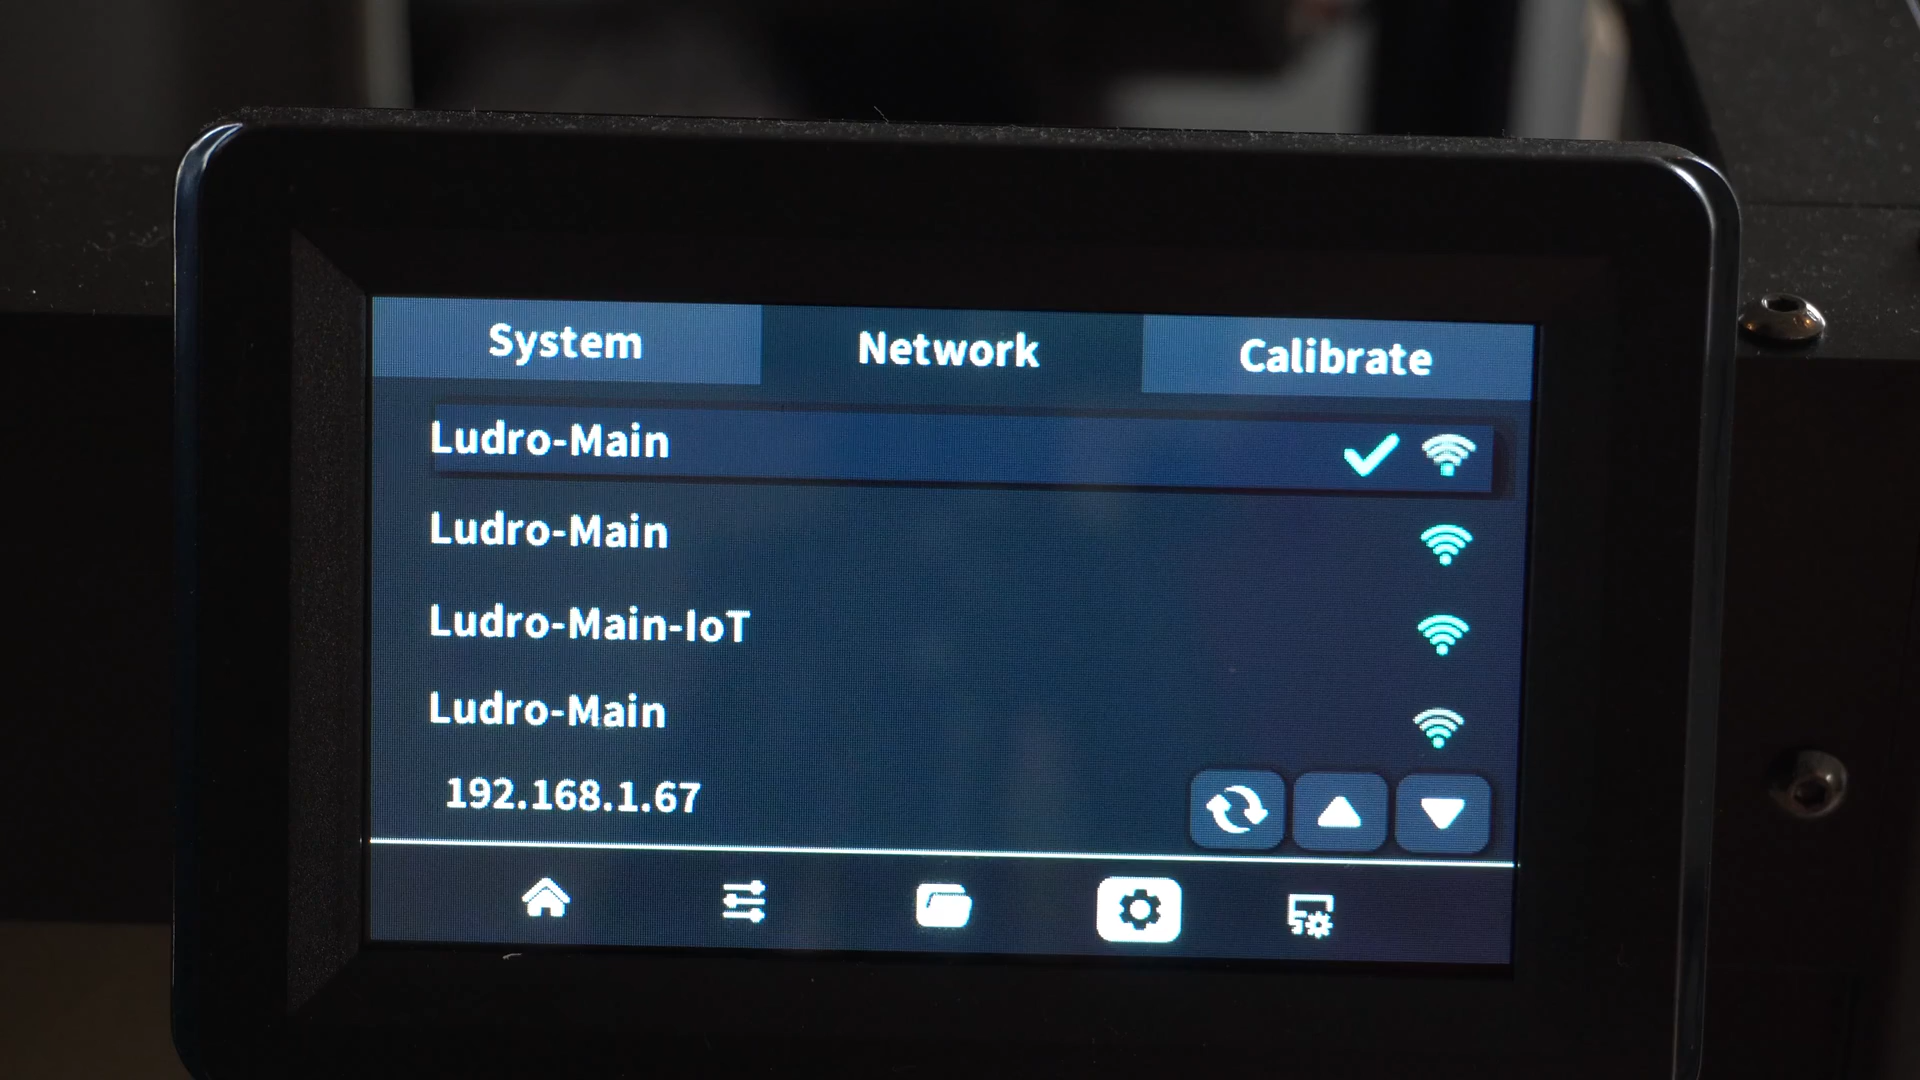 System Network Calibrate
Ludro-Main
Ludro-Main
Ludro-Main-IoT
Ludro-Main
192.168.1.67